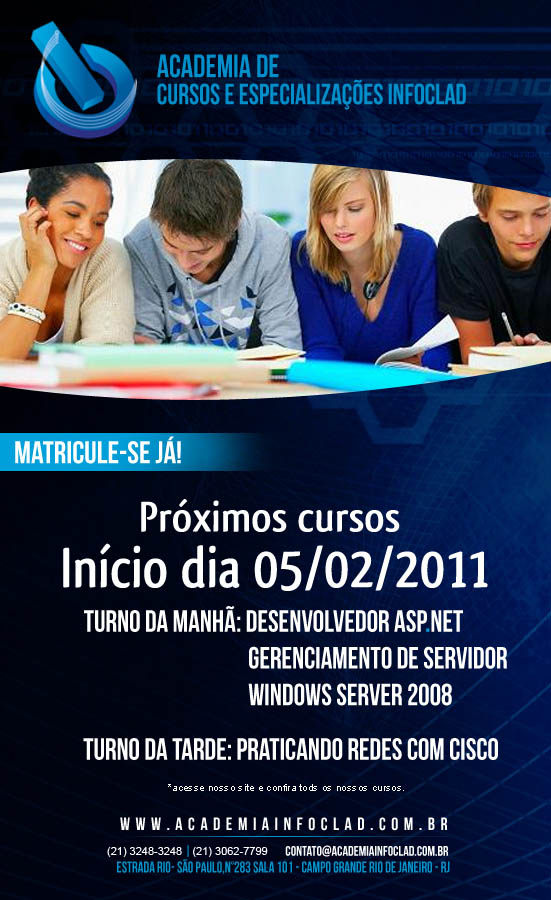 ACADEMIA DE
CURSOS E ESPECIALIZAÇÕES INFOCLAD
MATRICULE-SE JÁ!
Próximos cursos
Início dia 05/02/2011
TURNO DA MANHÃ: DESENVOLVEDOR ASP.NET
GERENCIAMENTO DE SERVIDOR
WINDOWS SERVER 2008
TURNO DA TARDE: PRATICANDO REDES COM CISCO
*acesse nosso site e confira tods os nossos cursos.
WWW.ACADEMIAINFOCLAD.COM.BR
(21) 3248-3248 | (21) 3062-7799 CONTATO@ACADEMIAINFOCLAD.COM.BR
ESTRADA RIO- SÃO PAULO,N°283 SALA 101 - CAMPO GRANDE RIO DE JANEIRO - RJ